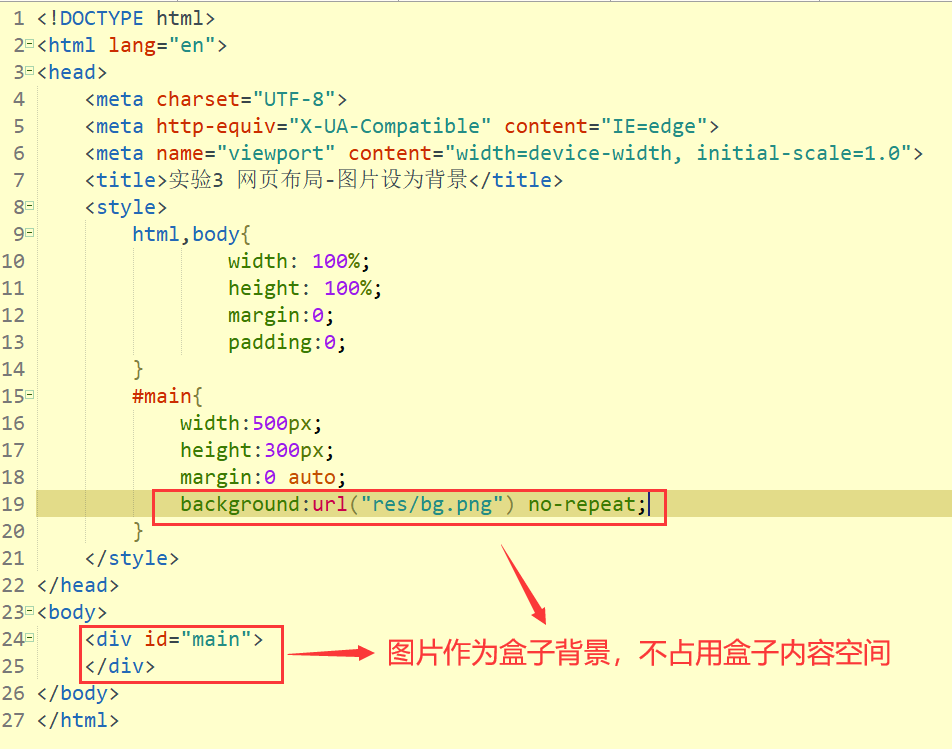 1 <!DOCTYPE html>
2 <html lang="en">
3 <head>
4     <meta charset="UTF-8">
5     <meta http-equiv="X-UA-Compatible" content="IE=edge">
6     <meta name="viewport" content="width=device-width, initial-scale=1.0">
7     <title>实验3 网页布局-图片设为背景</title>
8     <style>
9         html,body{
10                 width: 100%;
11                 height: 100%;
12                 margin:0;
13                 padding:0;
14         }
15         #main{
16             width:500px;
17             height:300px;
18             margin:0 auto;
19             background:url("res/bg.png") no-repeat;
20         }
21     </style>
22 </head>
23 <body>
24     <div id="main">
图片作为盒子背景，不占用盒子内容空间
25     </div>
26 </body>
27 </html>